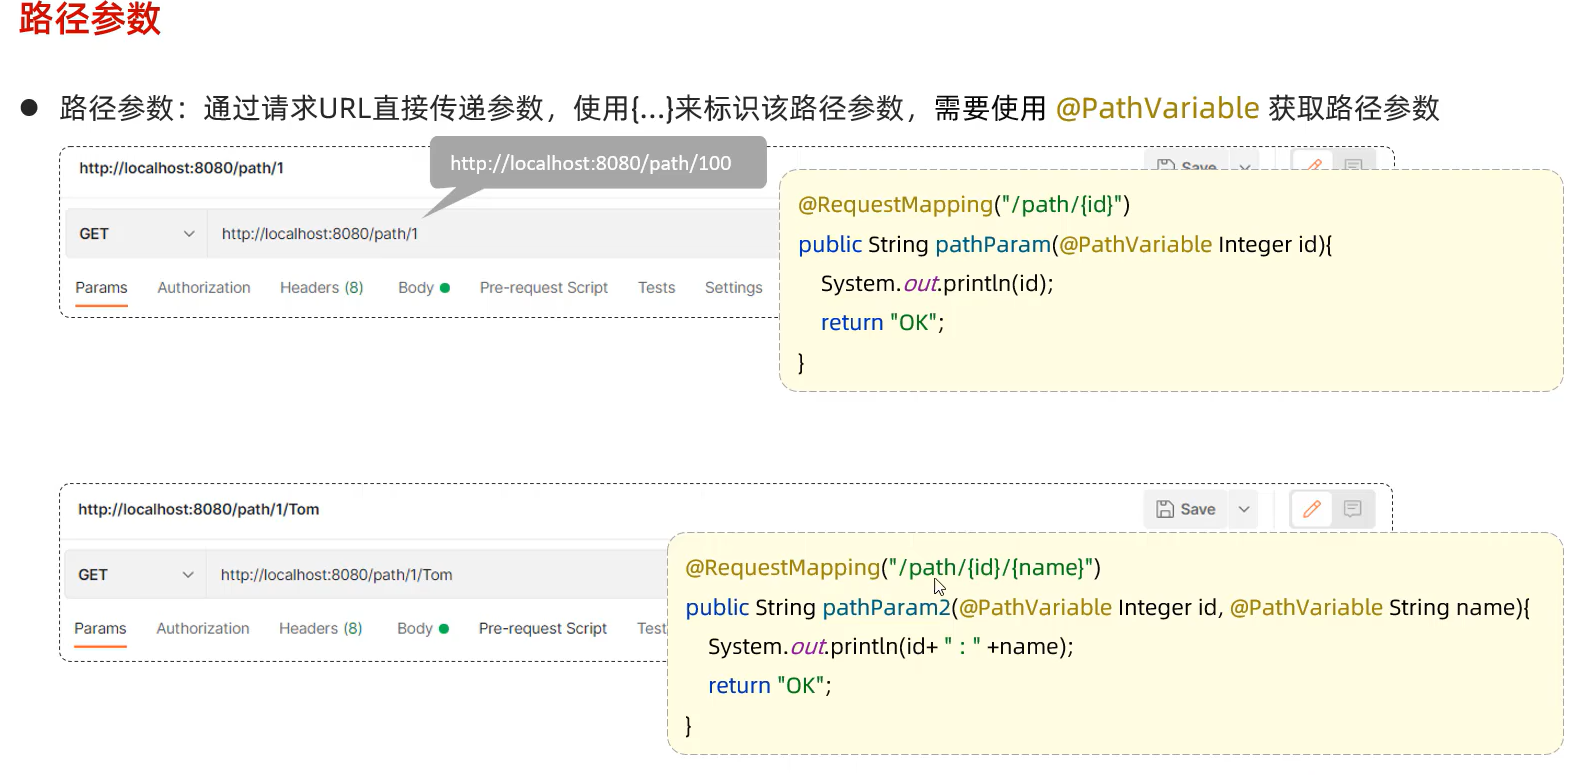 路径参数
● 路径参数：通过请求URL直接传递参数，使用{...}来标识该路径参数，需要使用 @PathVariable 获取路径参数
http://localhost:8080/path/1
http://localhost:8080/path/100
Save
GET
http://localhost:8080/path/1
Params Authorization Headers (8) Body Pre-request Script Tests Settings
@RequestMapping("/path/{id}")
public String pathParam(@PathVariable Integer id){
System.out.println(id);
return "OK";
}
http://localhost:8080/path/1/Tom
Save
GET
http://localhost:8080/path/1/Tom
Params Authorization Headers (8) Body Pre-request Script Test
@RequestMapping("/path/{id}/{name}")
public String pathParam2(@PathVariable Integer id, @PathVariable String name){
System.out.println(id+ " : " +name);
return "OK";
}